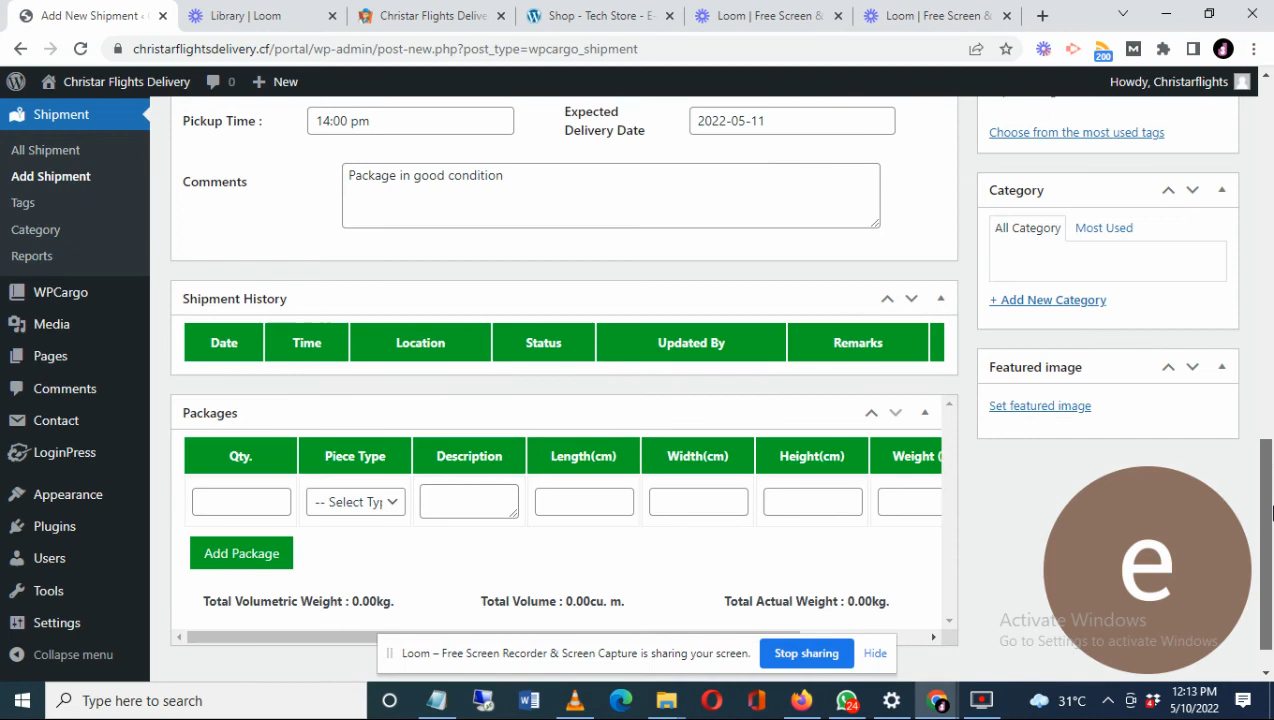 Add New Shipment ‹
Library | Loom
Christar Flights Delive
Shop - Tech Store - E-
Loom | Free Screen &
Loom | Free Screen &
christarflightsdelivery.cf/portal/wp-admin/post-new.php?post_type=wpcargo_shipment
200
M
Christar Flights Delivery
0
New
Howdy, Christarflights
Shipment
All Shipment
Add Shipment
Tags
Category
Reports
WPCargo
Media
Pages
Comments
Contact
LoginPress
Appearance
Plugins
Users
Tools
Settings
Collapse menu
Pickup Time :
14:00 pm
Expected
Delivery Date
2022-05-11
Comments
Package in good condition
Shipment History
Date Time Location Status Updated By Remarks
Packages
Qty. Piece Type Description Length(cm) Width(cm) Height(cm) Weight (
-- Select Typ
Add Package
Total Volumetric Weight : 0.00kg. Total Volume : 0.00cu. m. Total Actual Weight : 0.00kg.
Choose from the most used tags
Category
All Category
Most Used
+ Add New Category
Featured image
Set featured image
e
Activate Windows
Go to Settings to activate Windows.
Loom – Free Screen Recorder & Screen Capture is sharing your screen.
Stop sharing
Hide
Type here to search
24
31°C
12:13 PM
5/10/2022